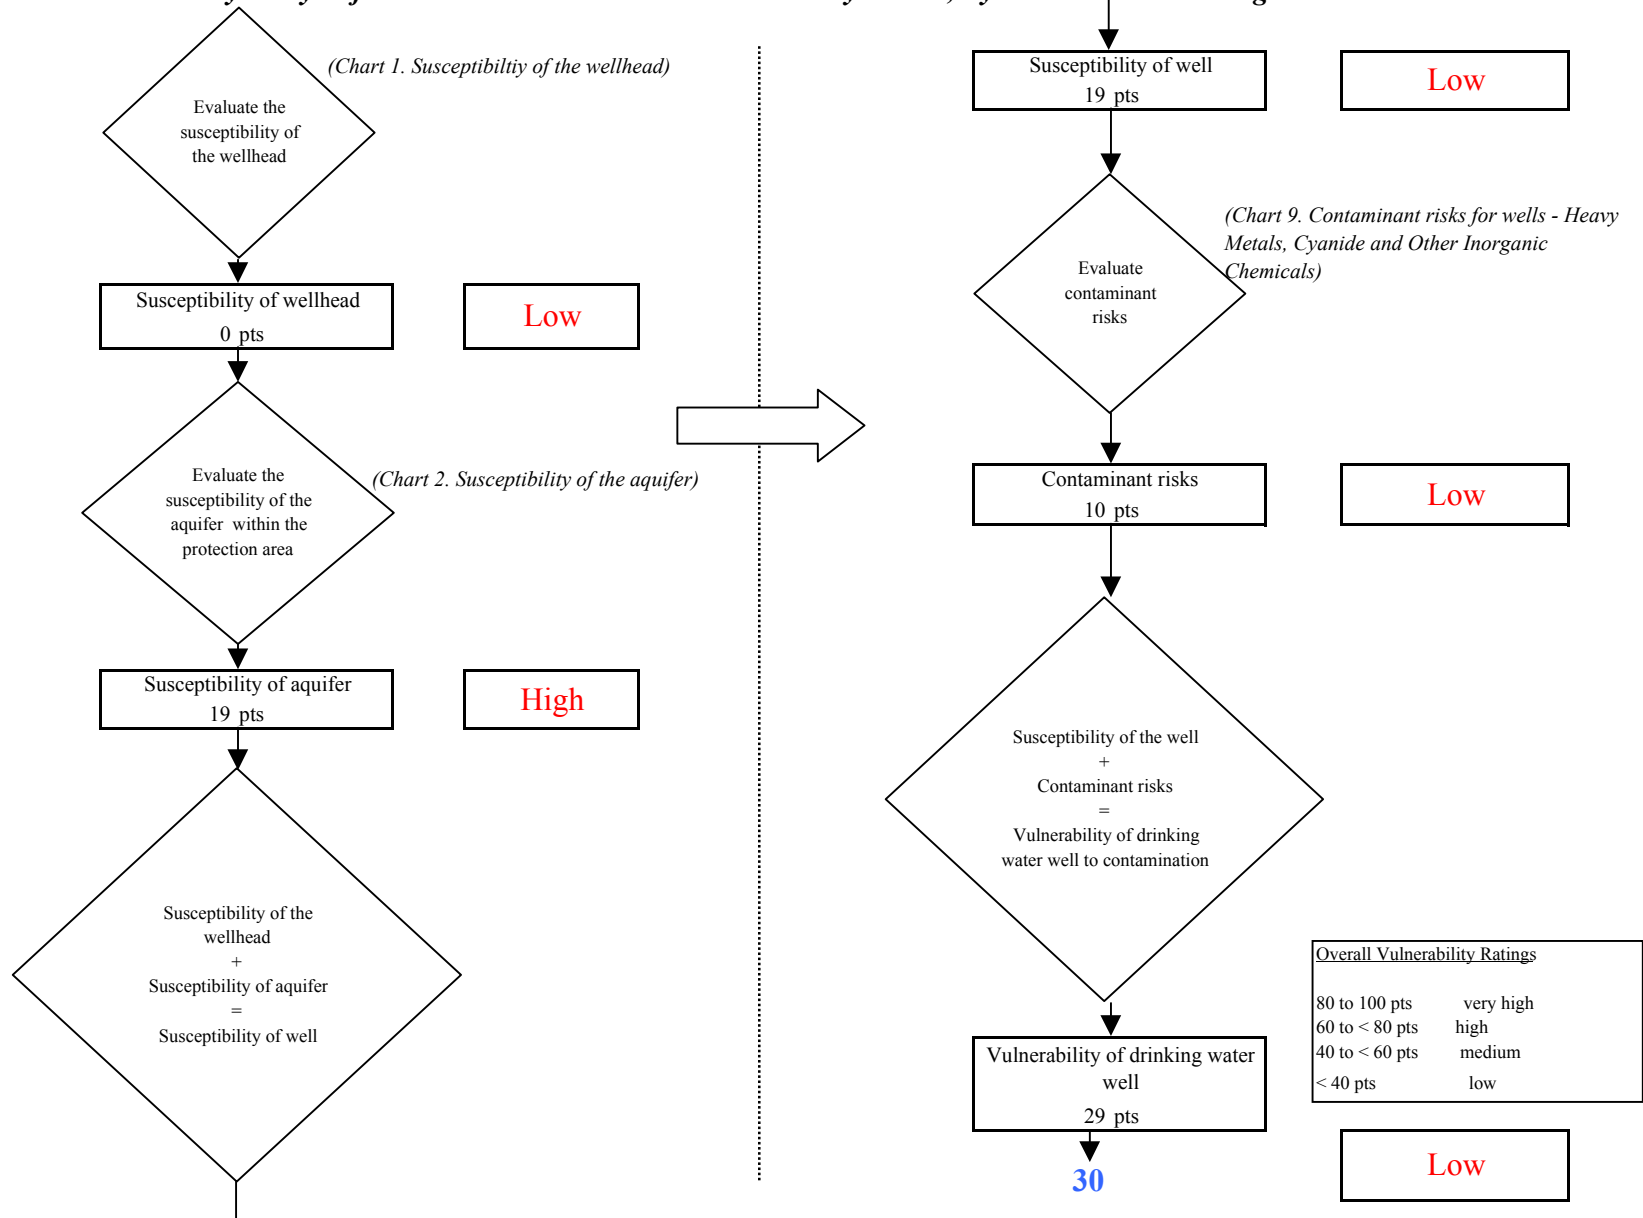 (Chart 1. Susceptibiltiy of the wellhead)
Evaluate the
susceptibility of
the wellhead
Susceptibility of wellhead
0 pts
Low
(Chart 2. Susceptibility of the aquifer)
Evaluate the
susceptibility of the
aquifer within the
protection area
Susceptibility of aquifer
19 pts
High
Susceptibility of the
wellhead
+
Susceptibility of aquifer
=
Susceptibility of well
Susceptibility of well
19 pts
Low
(Chart 9. Contaminant risks for wells - Heavy
Metals, Cyanide and Other Inorganic
Chemicals)
Evaluate
contaminant
risks
Contaminant risks
10 pts
Low
Susceptibility of the well
+
Contaminant risks
=
Vulnerability of drinking
water well to contamination
Overall Vulnerability Ratings
80 to 100 pts very high
60 to < 80 pts high
40 to < 60 pts medium
< 40 pts low
Vulnerability of drinking water
well
29 pts
30
Low